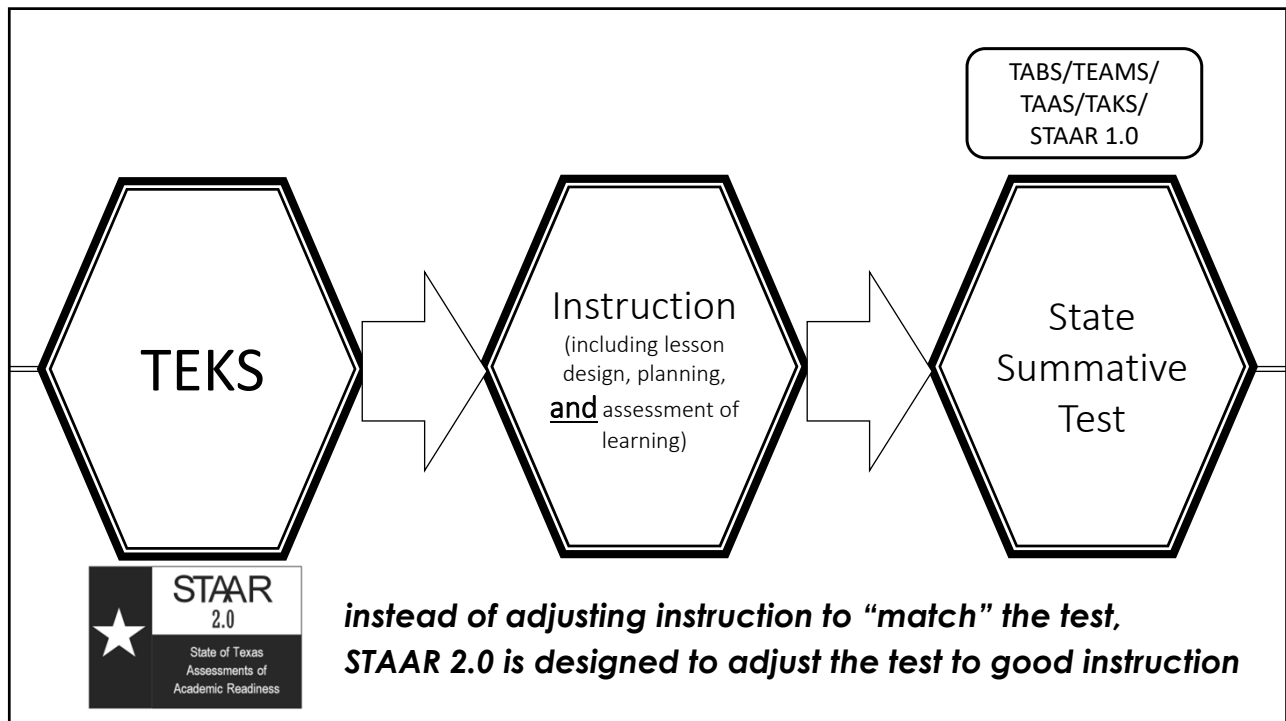 TABS/TEAMS/
TAAS/TAKS/
STAAR 1.0
TEKS
Instruction
(including lesson
design, planning,
and assessment of
learning)
State
Summative
Test
STAAR
2.0
State of Texas
Assessments of
Academic Readiness
instead of adjusting instruction to “match” the test,
STAAR 2.0 is designed to adjust the test to good instruction